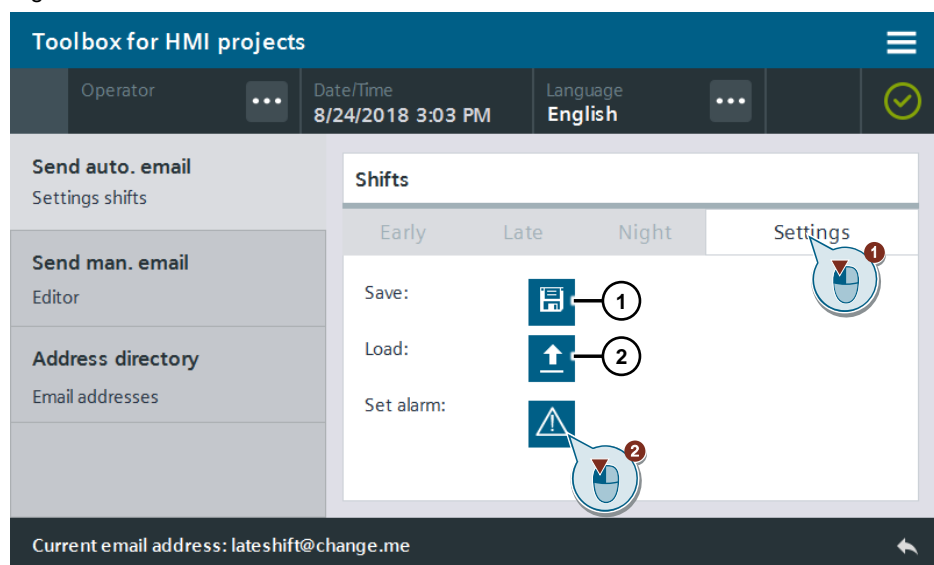 Toolbox for HMI projects
Operator
Date/Time
8/24/2018 3:03 PM
Language
English
Send auto. email
Settings shifts
Send man. email
Editor
Address directory
Email addresses
Shifts
Early Late Night Settings
1
Save:
1
Load:
2
Set alarm:
2
Current email address: lateshift@change.me